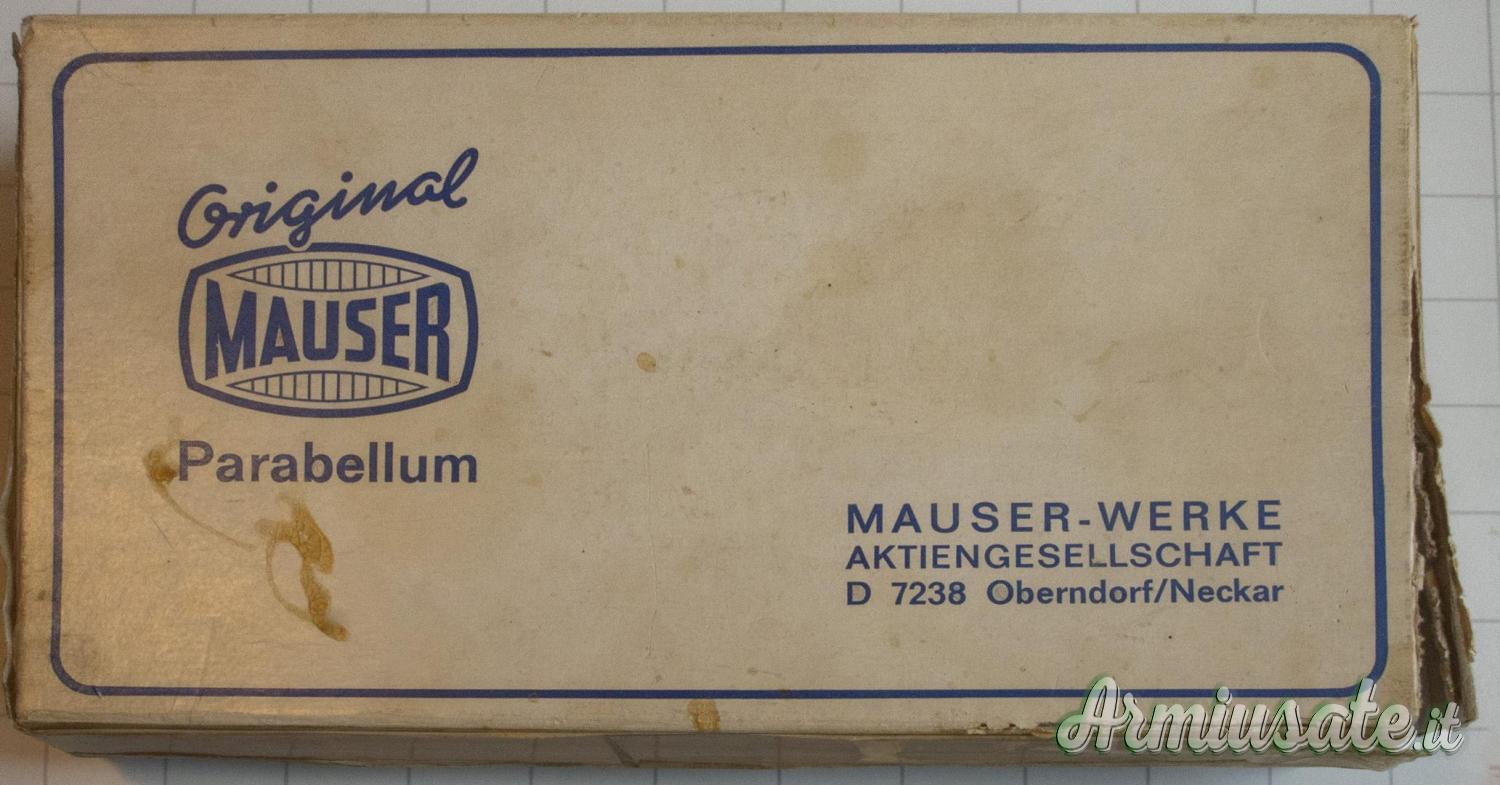 Original
MAUSER
Parabellum
MAUSER-WERKE
AKTIENGESELLSCHAFT
D 7238 Oberndorf/Neckar
Armiusate.it